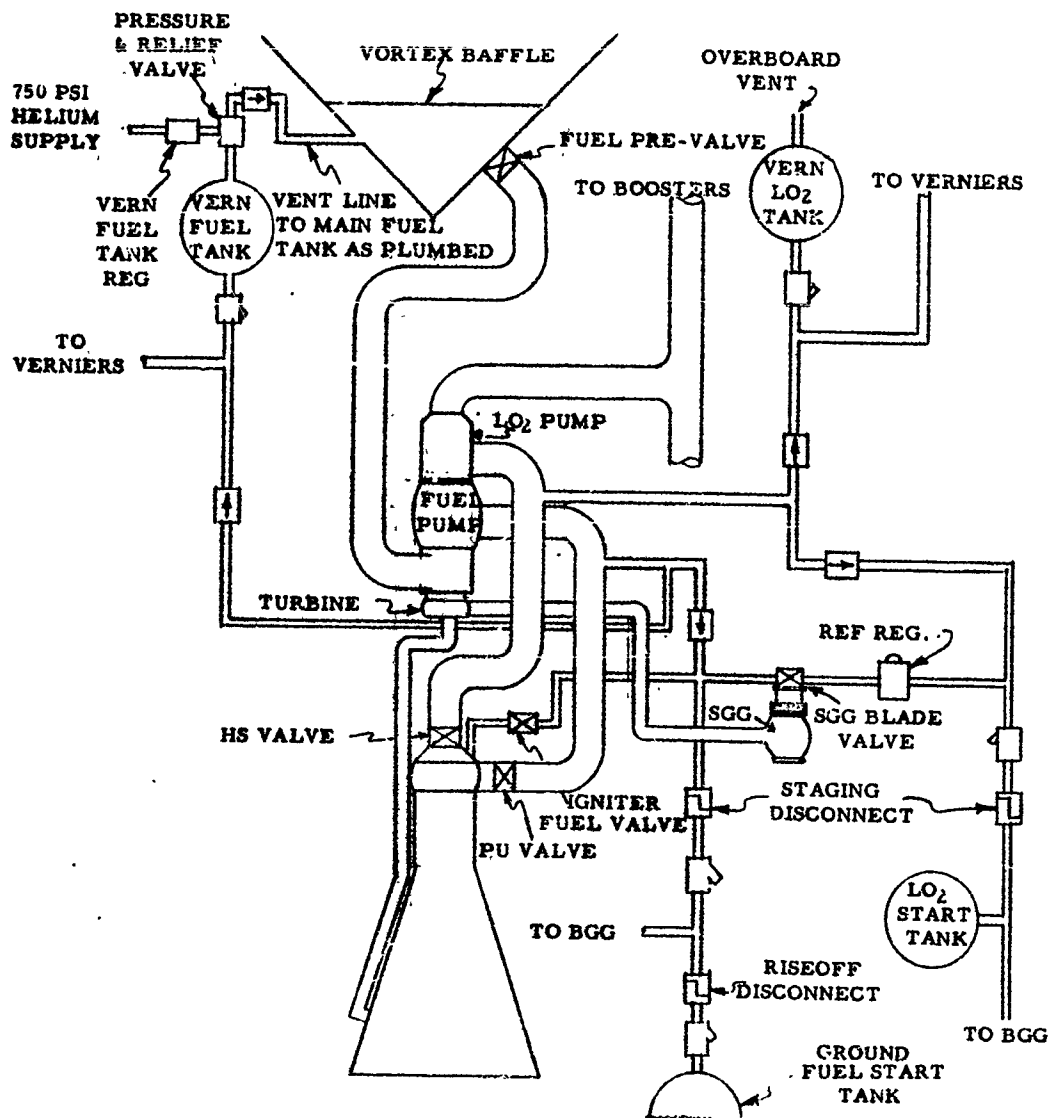 PRESSURE
& RELIEF
VALVE
VORTEX BAFFLE
OVERBOARD
VENT
750 PSI
HELIUM
SUPPLY
FUEL PRE-VALVE
VERN
LO2
TANK
TO BOOSTERS
TO VERNIERS
VERN
FUEL
TANK
REG
VERN
FUEL
TANK
VENT LINE
TO MAIN FUEL
TANK AS PLUMBED
TO
VERNIERS
LO2 PUMP
FUEL
PUMP
TURBINE
REF REG.
SGG
SGG BLADE
VALVE
HS VALVE
IGNITER
FUEL VALVE
PU VALVE
STAGING
DISCONNECT
LO2
START
TANK
TO BGG
RISEOFF
DISCONNECT
TO BGG
GROUND
FUEL START
TANK